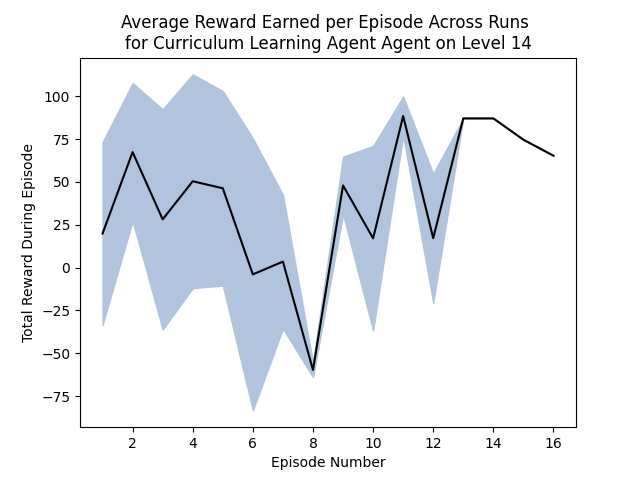 Average Reward Earned per Episode Across Runs
for Curriculum Learning Agent Agent on Level 14
Total Reward During Episode
100
75
50
25
0
−25
−50
−75
2 4 6 8 10 12 14 16
Episode Number